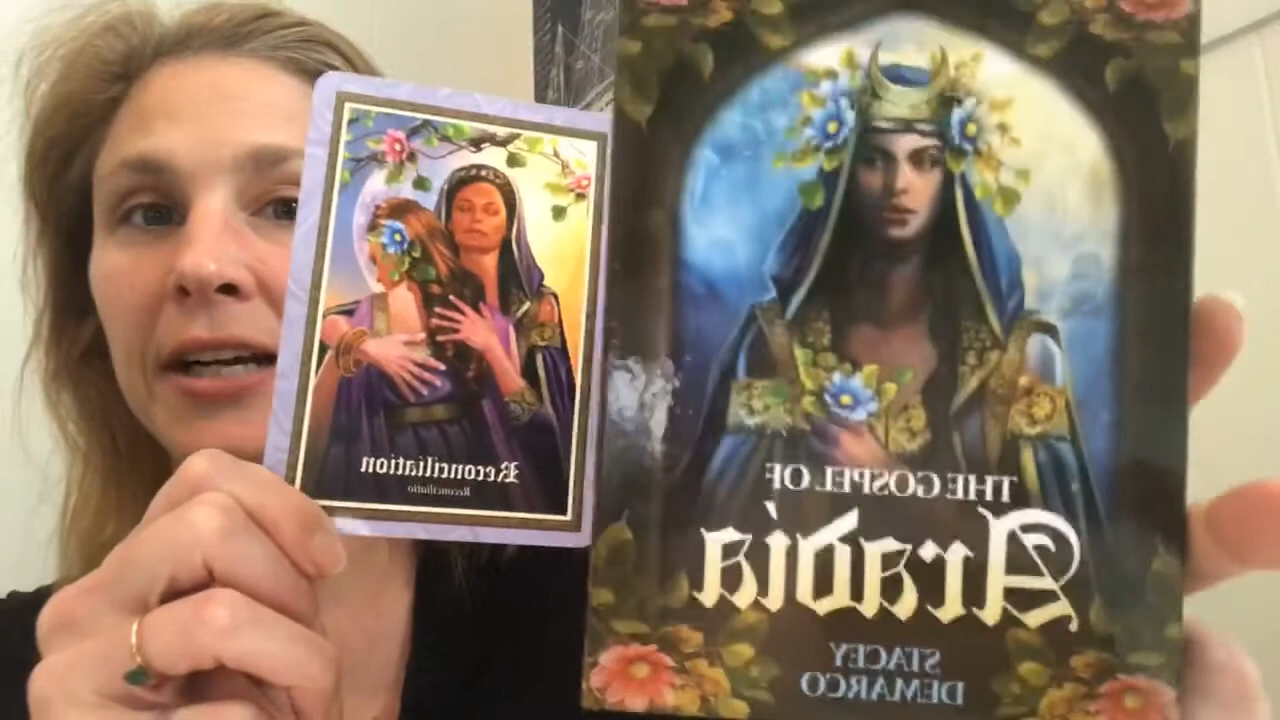 Reconciliation
Reconciliatio
THE GOSPEL OF
Aradia
STACEY
DEMARCO